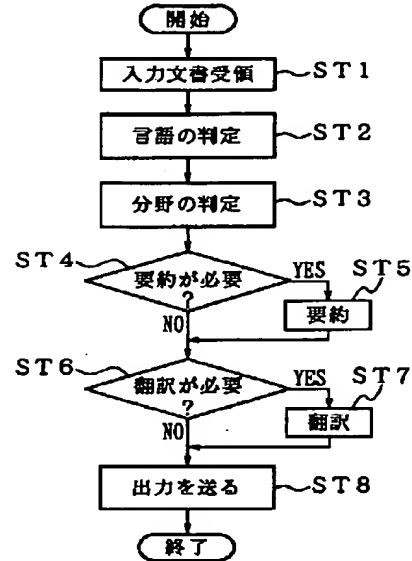 開始
入力文書受領 ST1
言語の判定 ST2
分野の判定 ST3
ST4 要約が必要 YES ST5
?
要約
NO
ST6 翻訳が必要 YES ST7
?
翻訳
NO
出力を送る ST8
終了